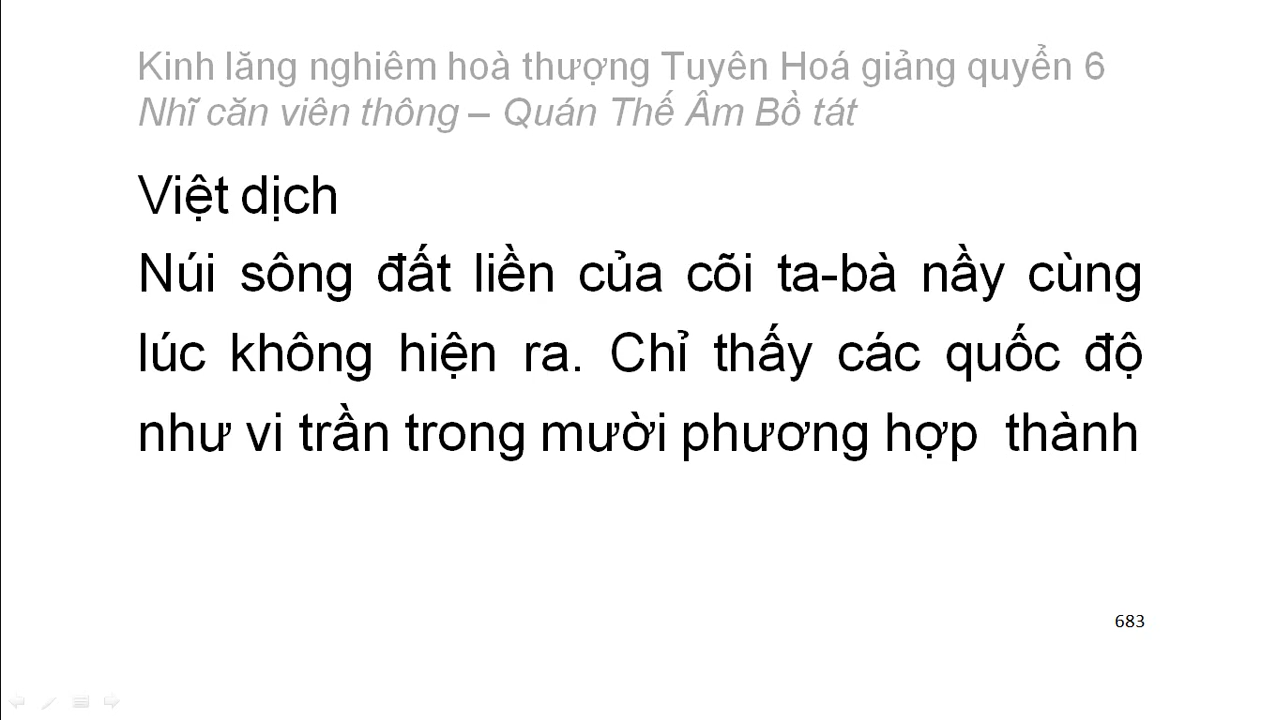 Kinh lăng nghiêm hoà thượng Tuyên Hoá giảng quyển 6
Nhĩ căn viên thông – Quán Thế Âm Bồ tát
Việt dịch
Núi sông đất liền của cõi ta-bà nầy cùng
lúc không hiện ra. Chỉ thấy các quốc độ
như vi trần trong mười phương hợp thành
683